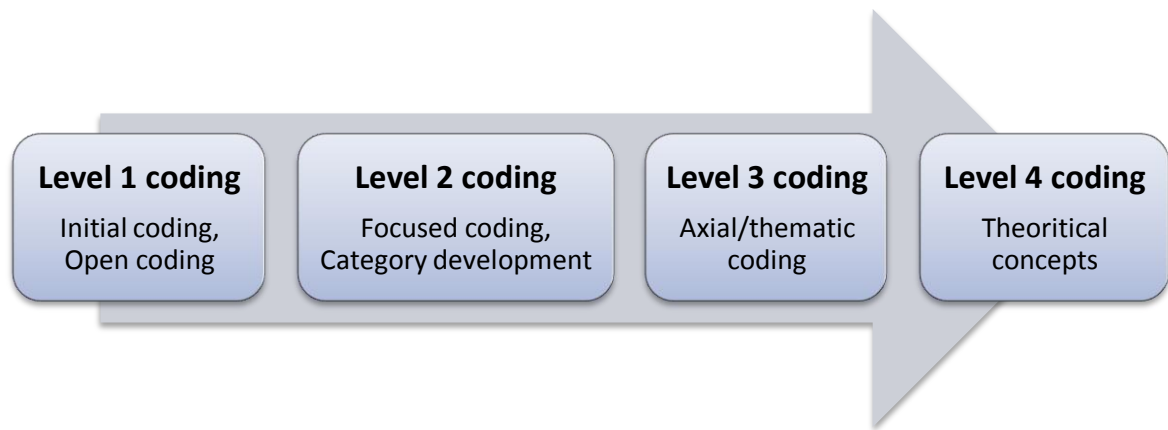 Level 1 coding
Initial coding,
Open coding
Level 2 coding
Focused coding,
Category development
Level 3 coding
Axial/thematic
coding
Level 4 coding
Theoritical
concepts